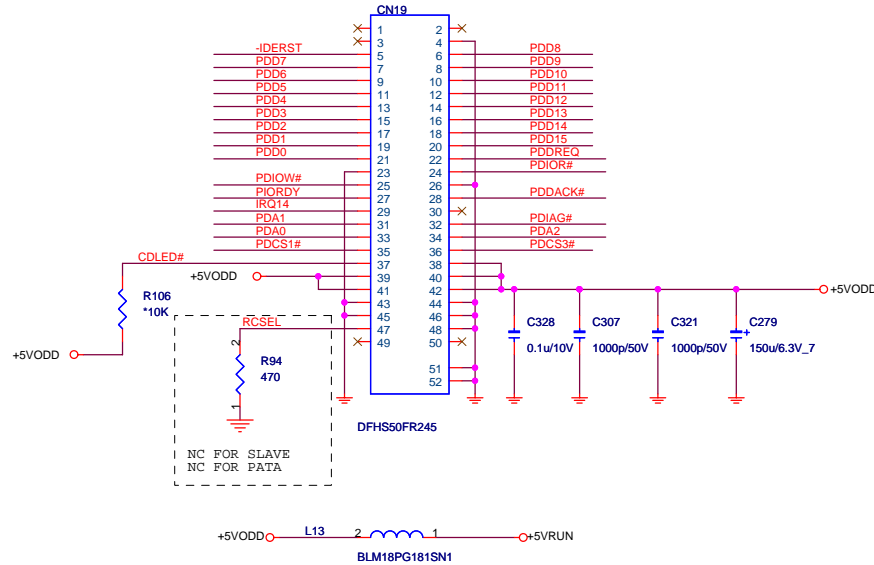 CN19
1 2
3 4
-IDERST 5 6 PDD8
PDD7 7 8 PDD9
PDD6 9 10 PDD10
PDD5 11 12 PDD11
PDD4 13 14 PDD12
PDD3 15 16 PDD13
PDD2 17 18 PDD14
PDD1 19 20 PDD15
PDD0 21 22 PDDREQ
23 24 PDIOR#
PDIOW# 25 26
PIORDY 27 28 PDDACK#
IRQ14 29 30
PDA1 31 32 PDIAG#
PDA0 33 34 PDA2
PDCS1# 35 36 PDCS3#
CDLED# 37 38
+5VODD 39 40
41 42 +5VODD
43 44
45 46
RCSEL 47 48
49 50
51
52
R106
*10K
+5VODD
2
R94
470
1
NC FOR SLAVE
NC FOR PATA
C328
0.1u/10V
C307
1000p/50V
C321
1000p/50V
C279
+
150u/6.3V_7
DFHS50FR245
+5VODD L13 2 1 +5VRUN
BLM18PG181SN1